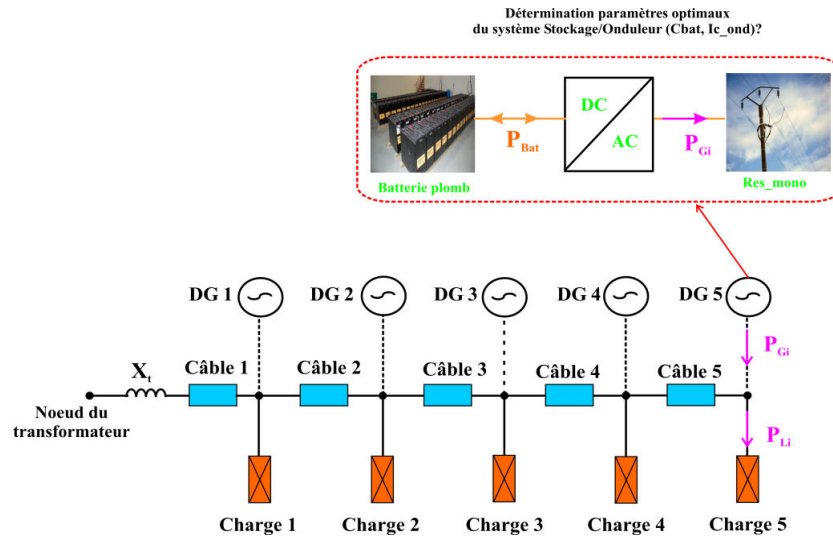 Détermination paramètres optimaux
du système Stockage/Onduleur (Cbat, Ic_ond)?
DC
AC
P_Bat
P_Gi
Batterie plomb
Res_mono
DG 1
DG 2
DG 3
DG 4
DG 5
P_Gi
X_t
Câble 1
Câble 2
Câble 3
Câble 4
Câble 5
Noeud du
transformateur
P_Li
Charge 1
Charge 2
Charge 3
Charge 4
Charge 5